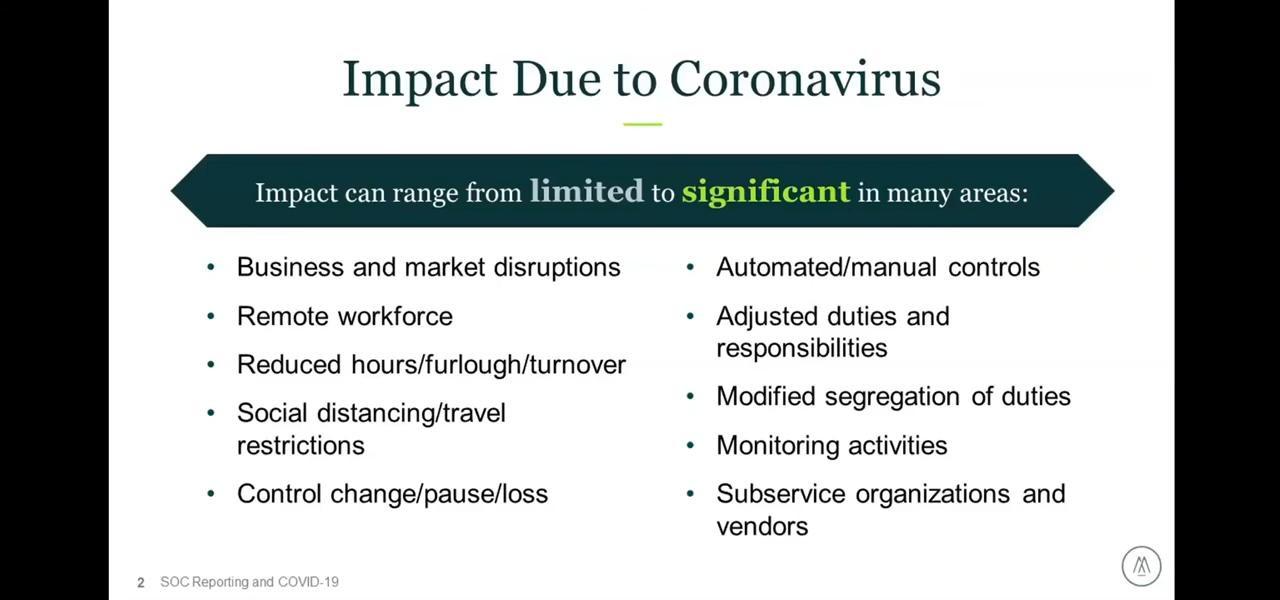 Impact Due to Coronavirus
Impact can range from limited to significant in many areas:
• Business and market disruptions
• Remote workforce
• Reduced hours/furlough/turnover
• Social distancing/travel
restrictions
• Control change/pause/loss
• Automated/manual controls
• Adjusted duties and
responsibilities
• Modified segregation of duties
• Monitoring activities
• Subservice organizations and
vendors
2 SOC Reporting and COVID-19